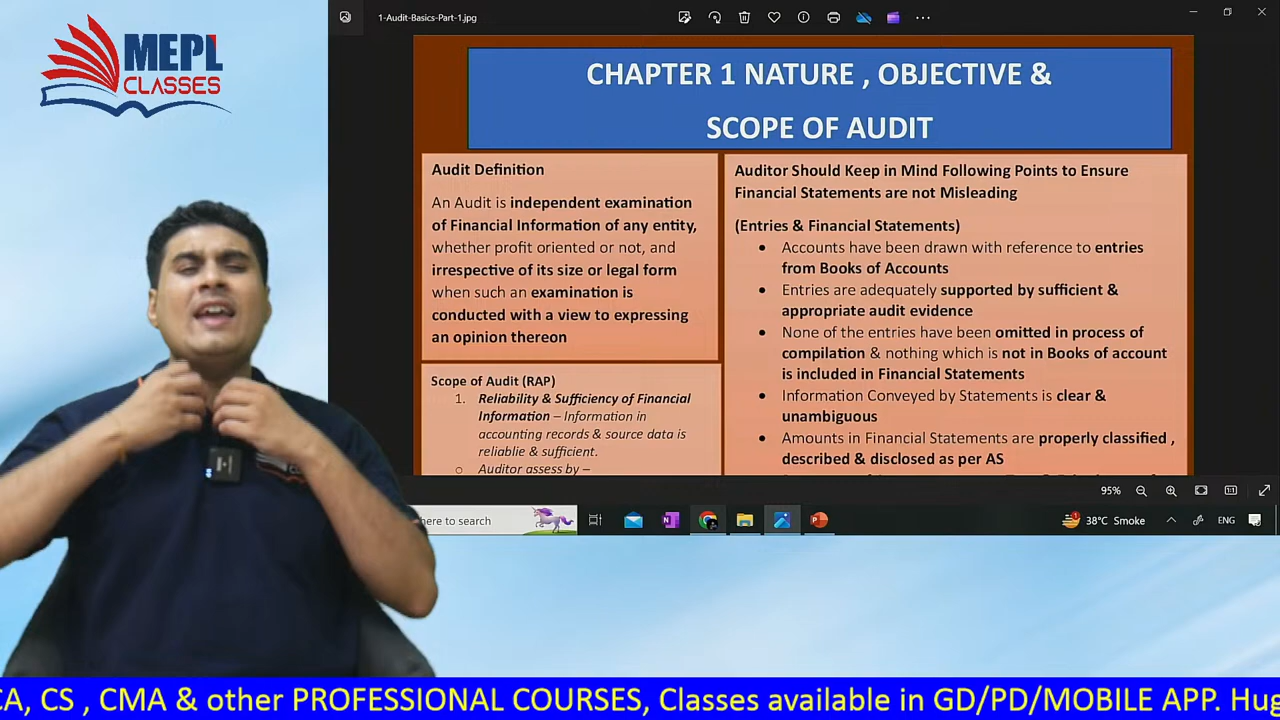 MEPL
CLASSES
1-Audit-Basics-Part-1.jpg
CHAPTER 1 NATURE , OBJECTIVE &
SCOPE OF AUDIT
Audit Definition
An Audit is independent examination
of Financial Information of any entity,
whether profit oriented or not, and
irrespective of its size or legal form
when such an examination is
conducted with a view to expressing
an opinion thereon
Scope of Audit (RAP)
1. Reliability & Sufficiency of Financial
Information – Information in
accounting records & source data is
reliablie & sufficient.
o Auditor assess by –
Auditor Should Keep in Mind Following Points to Ensure
Financial Statements are not Misleading
(Entries & Financial Statements)
• Accounts have been drawn with reference to entries
from Books of Accounts
• Entries are adequately supported by sufficient &
appropriate audit evidence
• None of the entries have been omitted in process of
compilation & nothing which is not in Books of account
is included in Financial Statements
• Information Conveyed by Statements is clear &
unambiguous
• Amounts in Financial Statements are properly classified ,
described & disclosed as per AS
95%
1:1
here to search
38°C Smoke
ENG
CA, CS , CMA & other PROFESSIONAL COURSES, Classes available in GD/PD/MOBILE APP. Hug